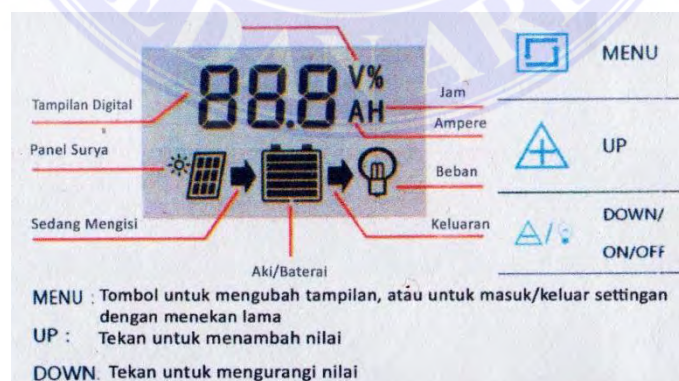 88.8 V%
AH
Jam
Ampere
Tampilan Digital
Panel Surya
Beban
Sedang Mengisi
Keluaran
Aki/Baterai
MENU
UP
DOWN/
ON/OFF
MENU : Tombol untuk mengubah tampilan, atau untuk masuk/keluar settingan
dengan menekan lama
UP : Tekan untuk menambah nilai
DOWN. Tekan untuk mengurangi nilai